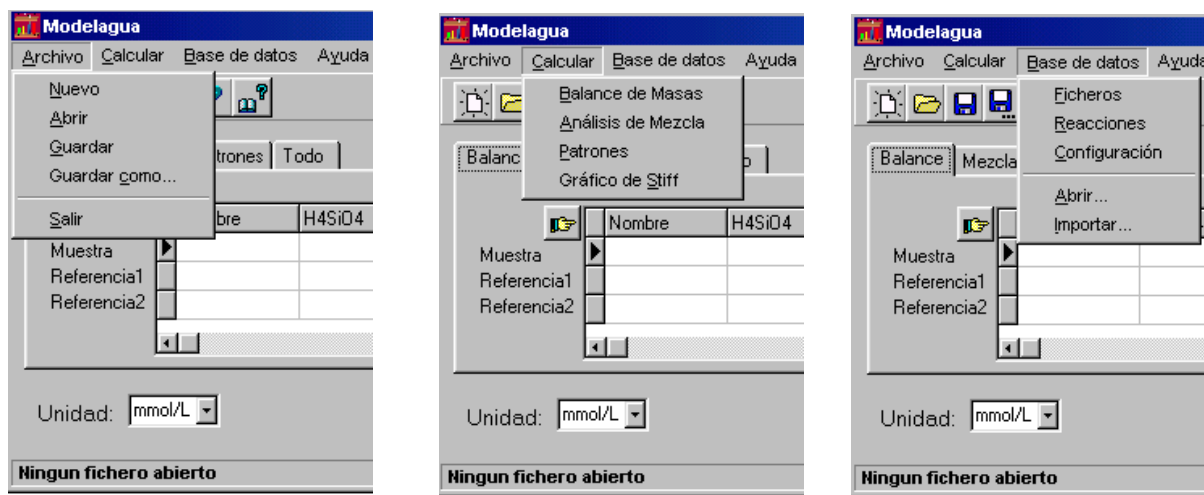 Modelagua
Archivo Calcular Base de datos Ayuda
Nuevo
Abrir
Guardar
Guardar como...
Salir
trones Todo
bre H4SiO4
Muestra
Referencia1
Referencia2
Unidad: mmol/L
Ningun fichero abierto
Modelagua
Archivo Calcular Base de datos Ayuda
Balance de Masas
Análisis de Mezcla
Patrones
Gráfico de Stiff
Balanc
Nombre H4SiO4
Muestra
Referencia1
Referencia2
Unidad: mmol/L
Ningun fichero abierto
Modelagua
Archivo Calcular Base de datos Ayuda
Ficheros
Reacciones
Configuración
Abrir...
Importar...
Balance Mezcla
Muestra
Referencia1
Referencia2
Unidad: mmol/L
Ningun fichero abierto